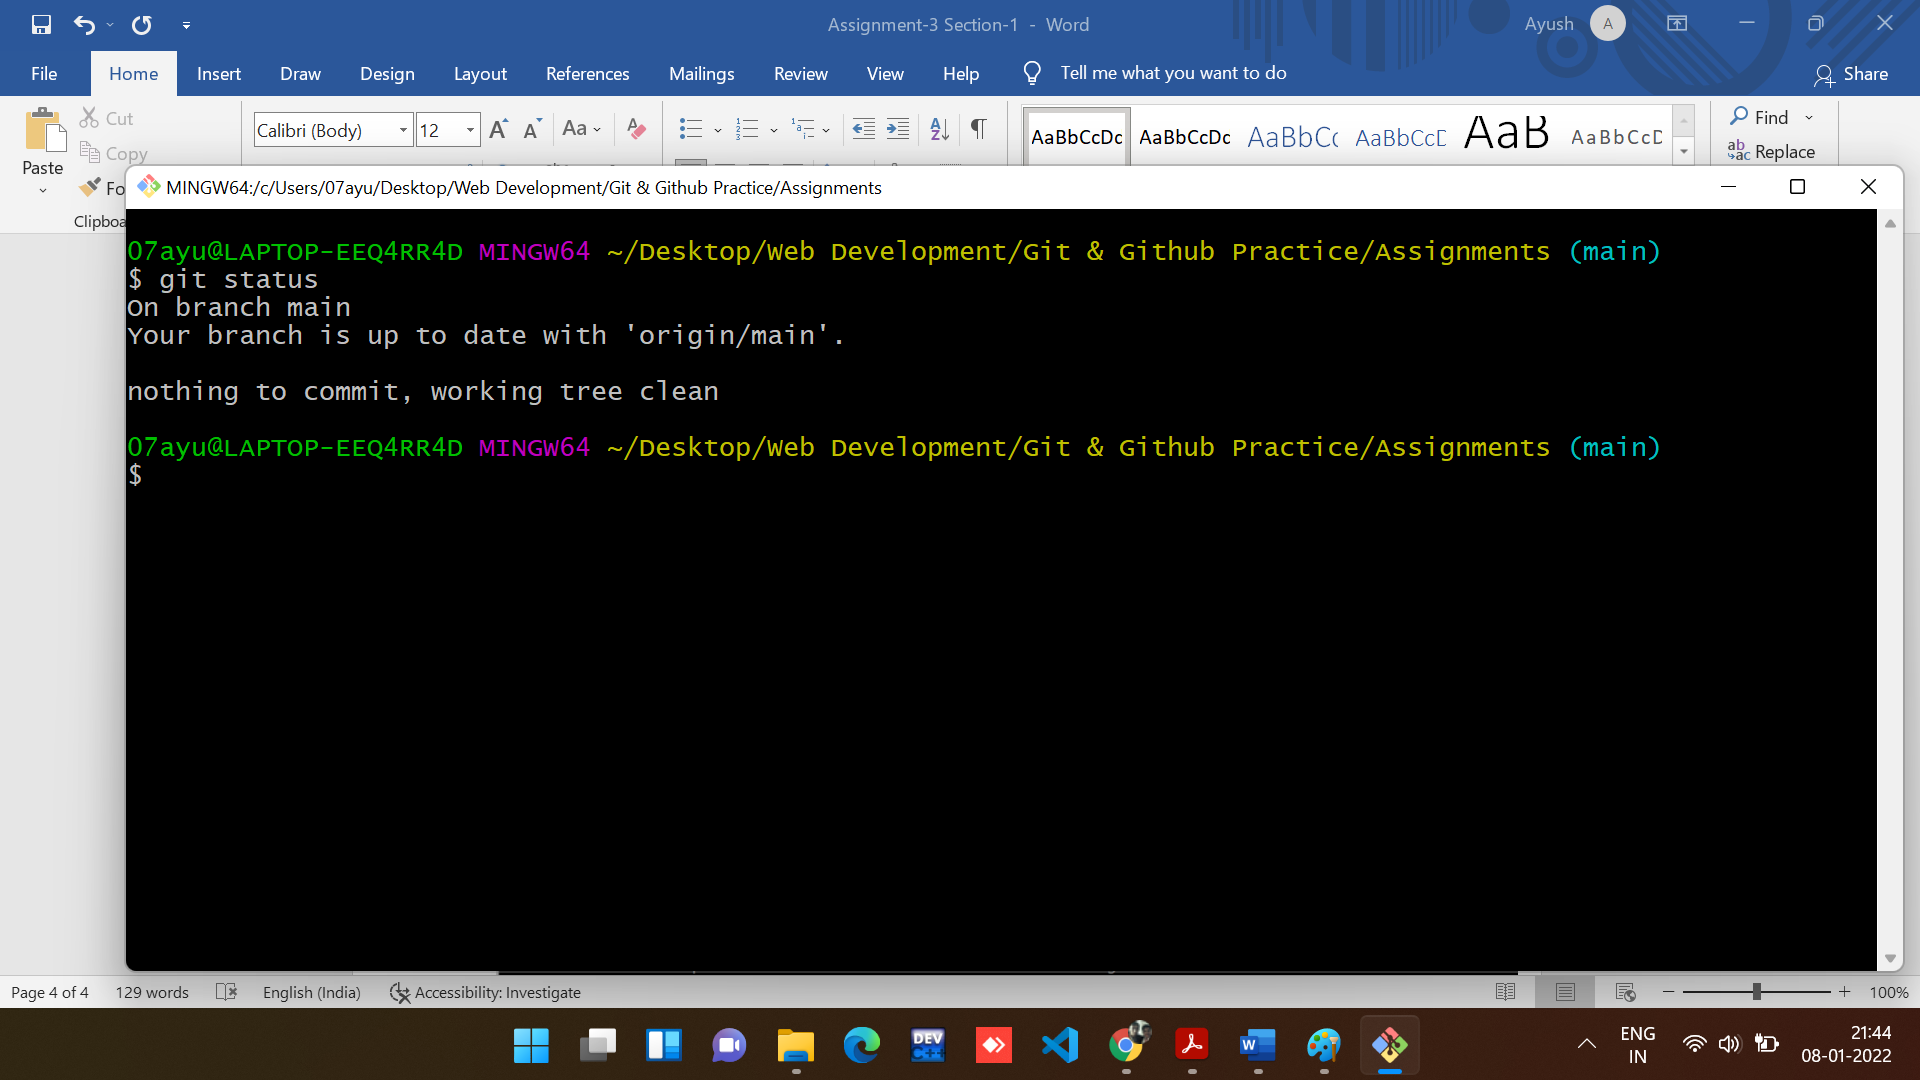 Assignment-3 Section-1 - Word
Ayush A
File Home Insert Draw Design Layout References Mailings Review View Help Tell me what you want to do Share
Paste
Cut
Copy
Clipboa
Calibri (Body) 12
Aa
AaBbCcDc AaBbCcDc AaBbC AaBbCcD AaB AaBbCcD
Find
Replace
MINGW64:/c/Users/07ayu/Desktop/Web Development/Git & Github Practice/Assignments
07ayu@LAPTOP-EEQ4RR4D MINGW64 ~/Desktop/Web Development/Git & Github Practice/Assignments (main)
$ git status
On branch main
Your branch is up to date with 'origin/main'.
nothing to commit, working tree clean
07ayu@LAPTOP-EEQ4RR4D MINGW64 ~/Desktop/Web Development/Git & Github Practice/Assignments (main)
$
Page 4 of 4 129 words English (India) Accessibility: Investigate 100%
DEV C++
ENG
IN
21:44
08-01-2022